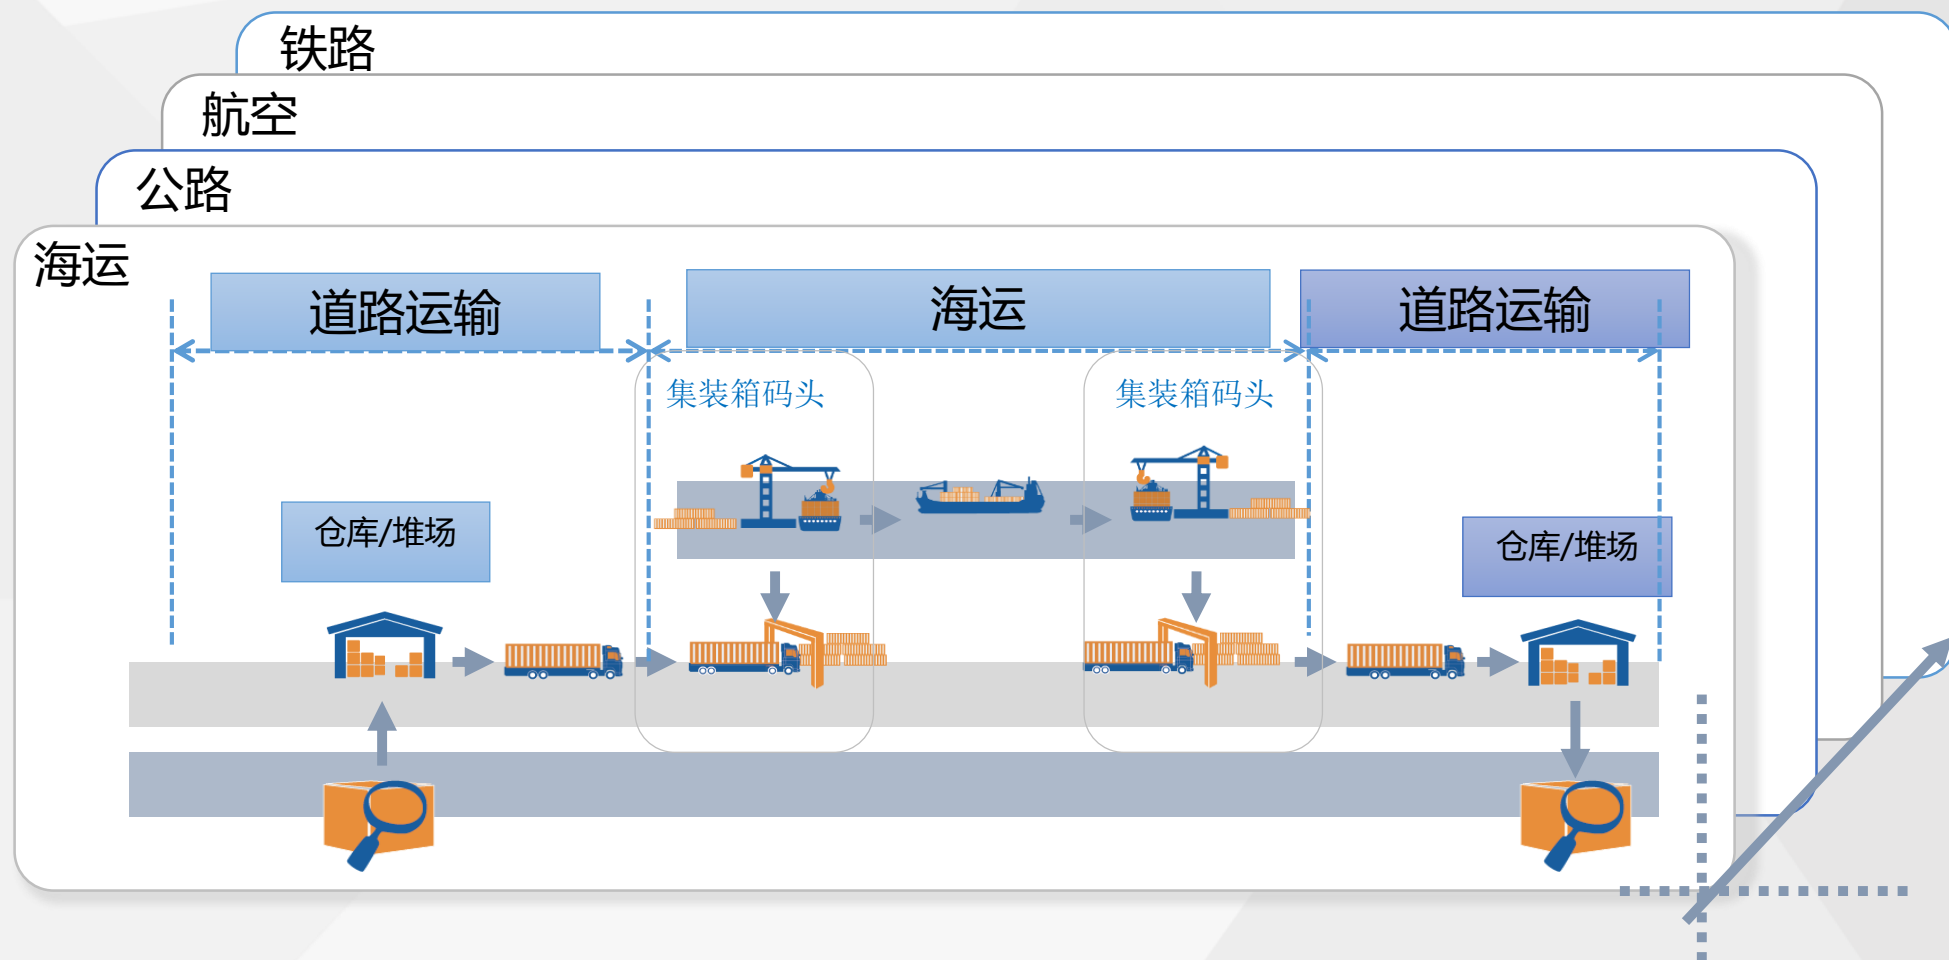 铁路
航空
公路
海运
道路运输
海运
道路运输
集装箱码头
集装箱码头
仓库/堆场
仓库/堆场